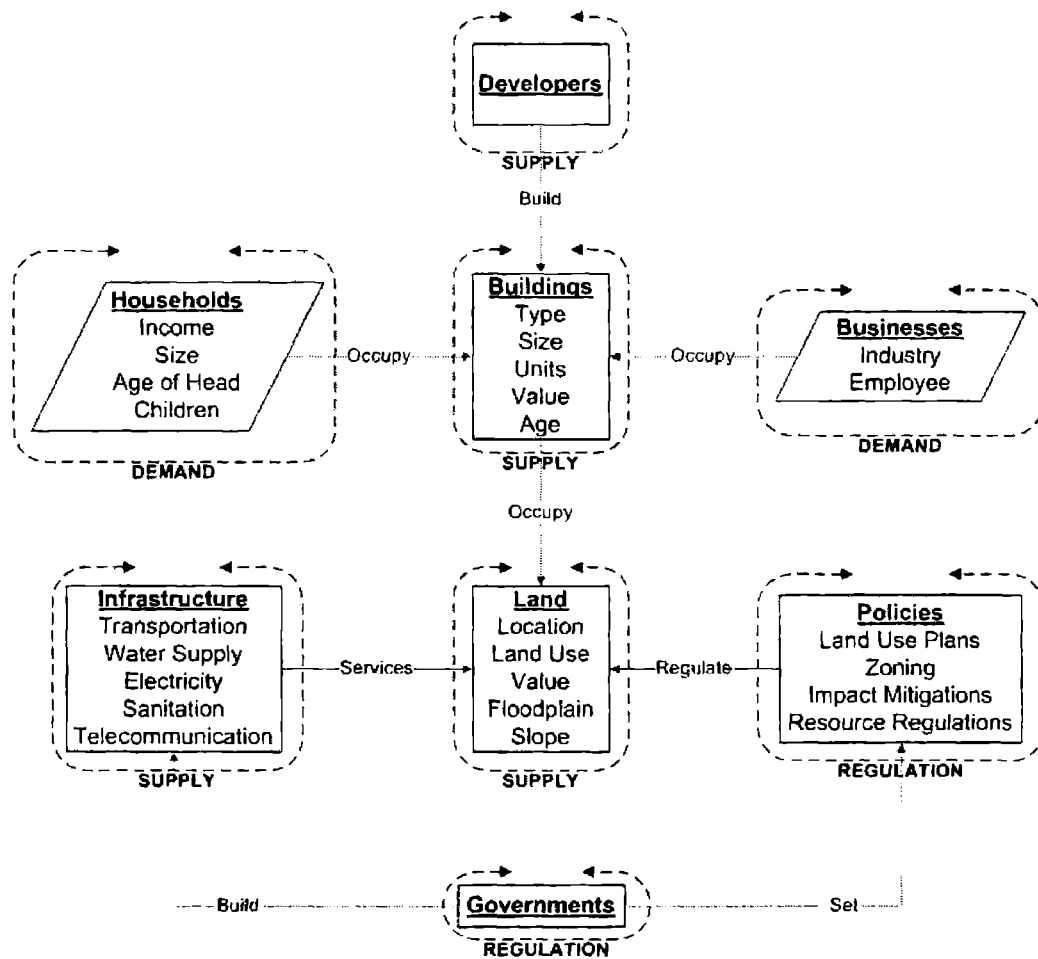 Developers
SUPPLY
Build
Households
Income
Size
Age of Head
Children
DEMAND
Occupy
Buildings
Type
Size
Units
Value
Age
SUPPLY
Occupy
Businesses
Industry
Employee
DEMAND
Occupy
Infrastructure
Transportation
Water Supply
Electricity
Sanitation
Telecommunication
SUPPLY
Services
Land
Location
Land Use
Value
Floodplain
Slope
SUPPLY
Regulate
Policies
Land Use Plans
Zoning
Impact Mitigations
Resource Regulations
REGULATION
Build
Governments
REGULATION
Set